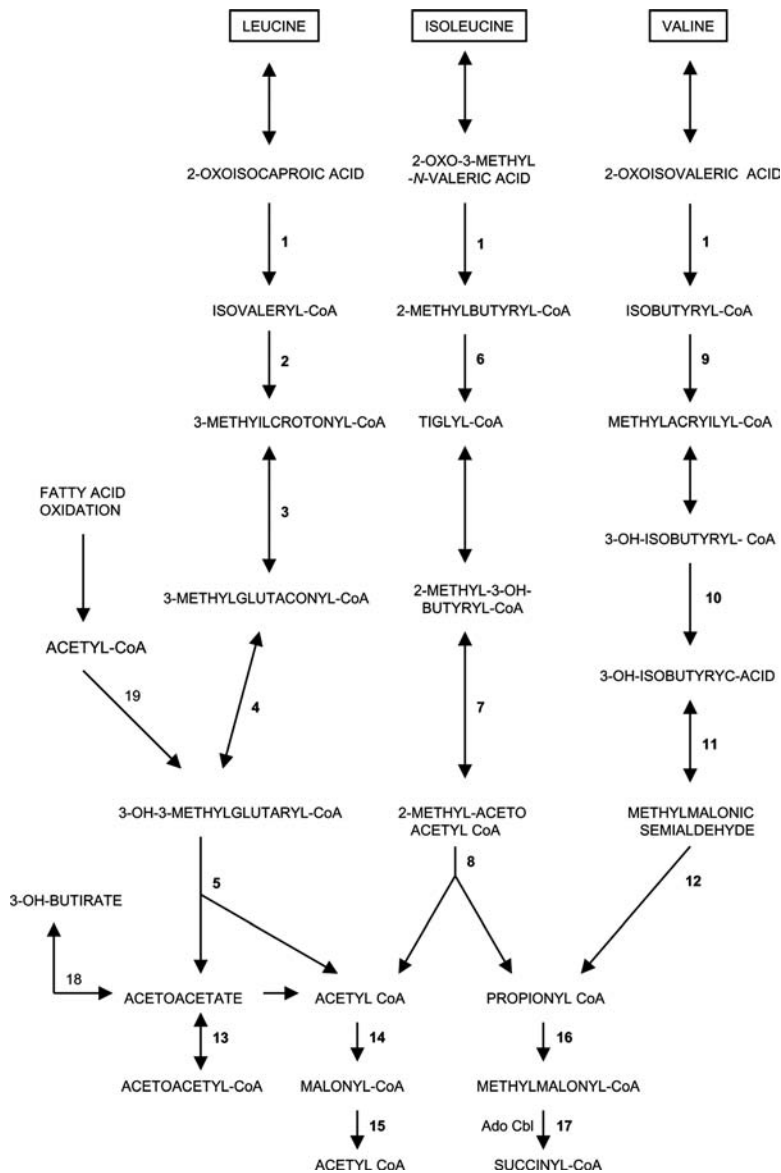 LEUCINE
ISOLEUCINE
VALINE
2-OXOISOCAPROIC ACID
2-OXO-3-METHYL
-N-VALERIC ACID
2-OXOISOVALERIC ACID
1
1
1
ISOVALERYL-CoA
2-METHYLBUTYRYL-CoA
ISOBUTYRYL-CoA
2
6
9
3-METHYILCROTONYL-CoA
TIGLYL-CoA
METHYLACRYILYL-CoA
FATTY ACID
OXIDATION
3
3-OH-ISOBUTYRYL- CoA
3-METHYLGLUTACONYL-CoA
2-METHYL-3-OH-
BUTYRYL-CoA
10
ACETYL-CoA
3-OH-ISOBUTYRYC-ACID
19
4
7
11
3-OH-3-METHYLGLUTARYL-CoA
2-METHYL-ACETO
ACETYL CoA
METHYLMALONIC
SEMIALDEHYDE
5
8
12
3-OH-BUTIRATE
18
ACETOACETATE
ACETYL CoA
PROPIONYL CoA
13
14
16
ACETOACETYL-CoA
MALONYL-CoA
METHYLMALONYL-CoA
15
Ado Cbl
17
ACETYL CoA
SUCCINYL-CoA